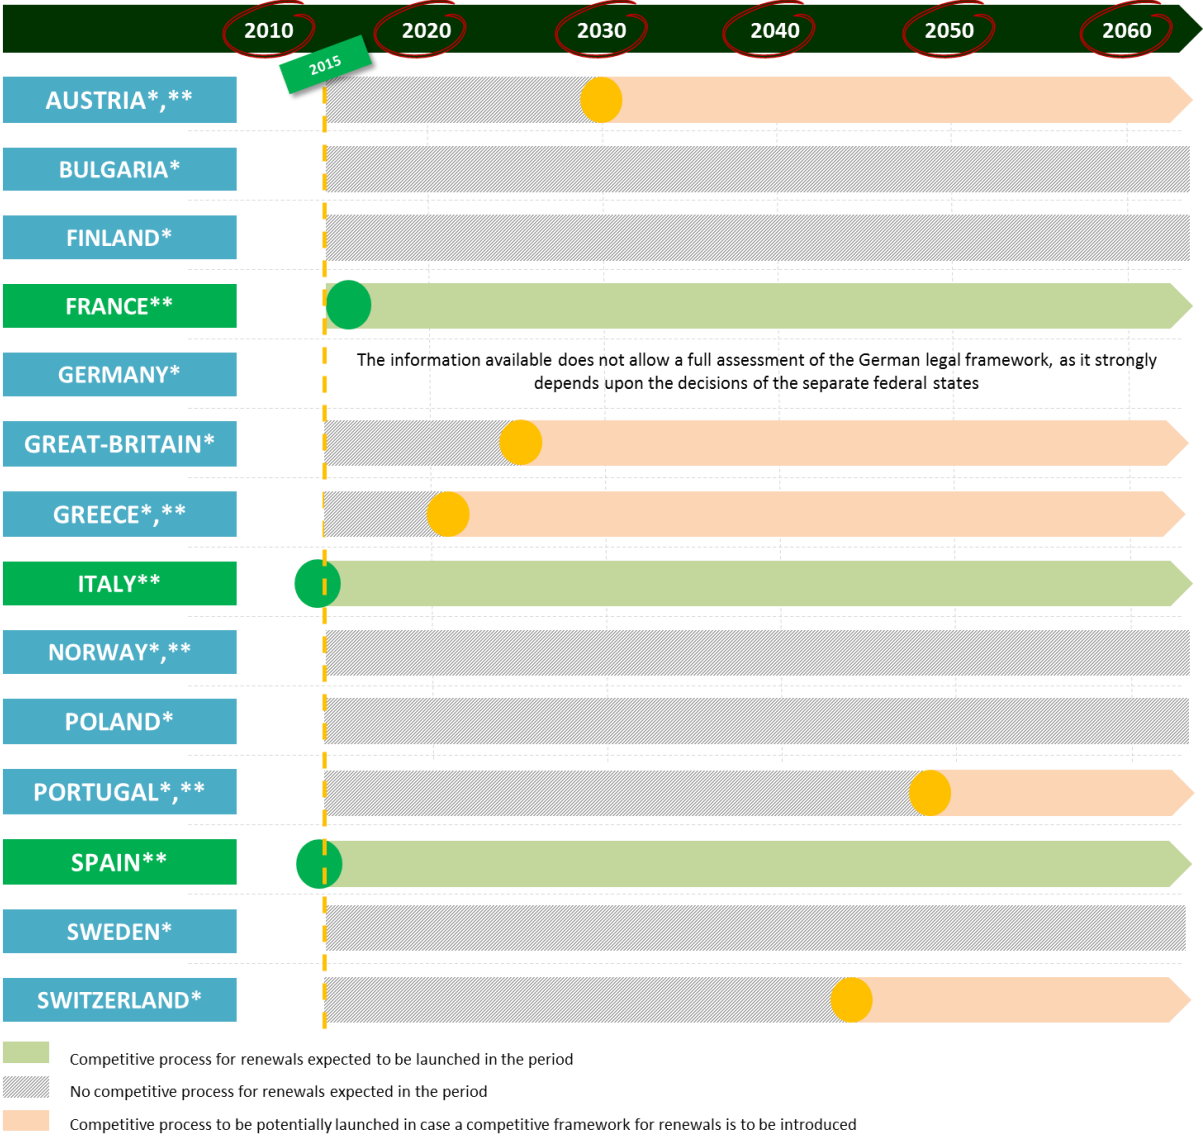 2010 2020 2030 2040 2050 2060
2015
AUSTRIA*,**
BULGARIA*
FINLAND*
FRANCE**
GERMANY*
The information available does not allow a full assessment of the German legal framework, as it strongly
depends upon the decisions of the separate federal states
GREAT-BRITAIN*
GREECE*,**
ITALY**
NORWAY*,**
POLAND*
PORTUGAL*,**
SPAIN**
SWEDEN*
SWITZERLAND*
Competitive process for renewals expected to be launched in the period
No competitive process for renewals expected in the period
Competitive process to be potentially launched in case a competitive framework for renewals is to be introduced